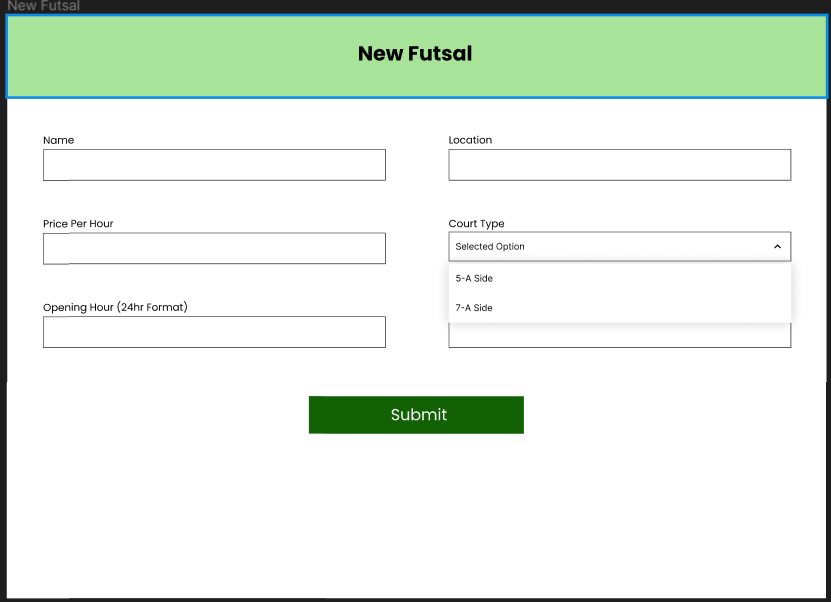 New Futsal
New Futsal
Name
Location
Price Per Hour
Court Type
Selected Option
5-A Side
7-A Side
Opening Hour (24hr Format)
Submit